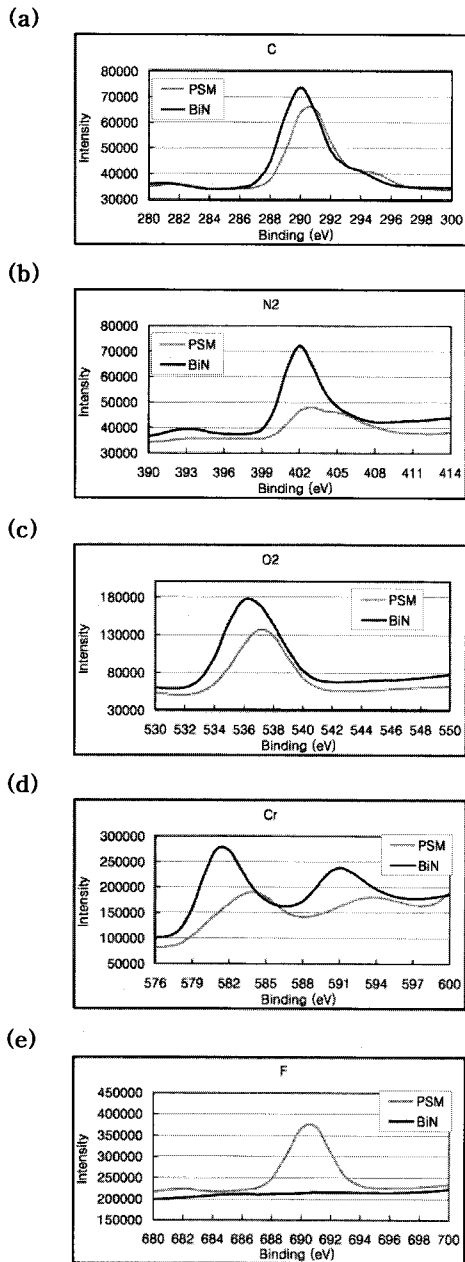 (a)
C
80000
70000
60000
50000
40000
30000
Intensity
PSM
BiN
280 282 284 286 288 290 292 294 296 298 300
Binding (eV)
(b)
N2
80000
70000
60000
50000
40000
30000
Intensity
PSM
BiN
390 393 396 399 402 405 408 411 414
Binding (eV)
(c)
O2
180000
130000
80000
30000
Intensity
PSM
BiN
530 532 534 536 538 540 542 544 546 548 550
Binding (eV)
(d)
Cr
300000
250000
200000
150000
100000
50000
Intensity
PSM
BiN
576 579 582 585 588 591 594 597 600
Binding (eV)
(e)
F
450000
400000
350000
300000
250000
200000
150000
Intensity
PSM
BiN
680 682 684 686 688 690 692 694 696 698 700
Binding (eV)